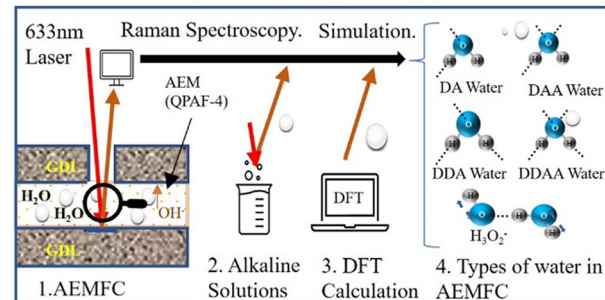 633nm
Laser
Raman Spectroscopy.
Simulation.
AEM
(QPAF-4)
GDL
H₂O
H₂O
OH⁻
GDL
1.AEMFC
2. Alkaline
Solutions
DFT
3. DFT
Calculation
O
H
H
DA Water
O
H
H
DAA Water
O
H
H
DDA Water
O
H
H
DDAA Water
H
O
H
O
H
H₃O₂⁻
4. Types of water in
AEMFC